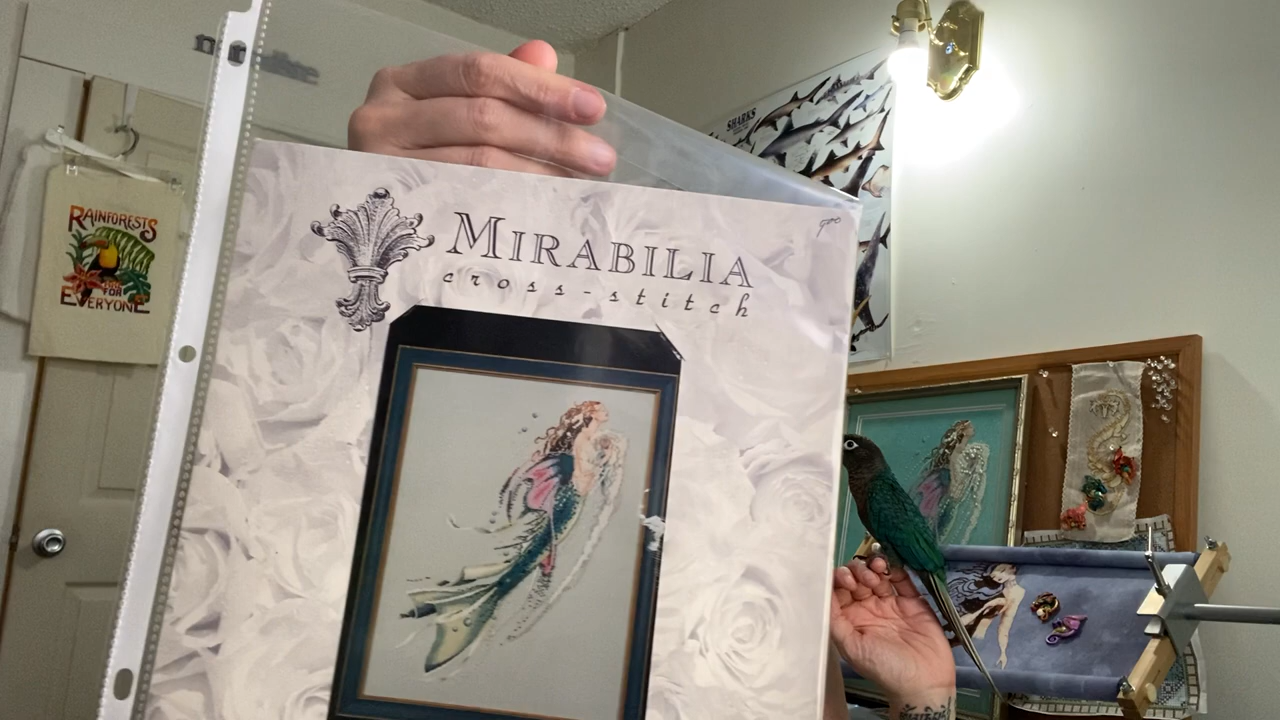 SHARKS
MIRABILIA
cross-stitch
RAINFORESTS
FOR
EVERYONE